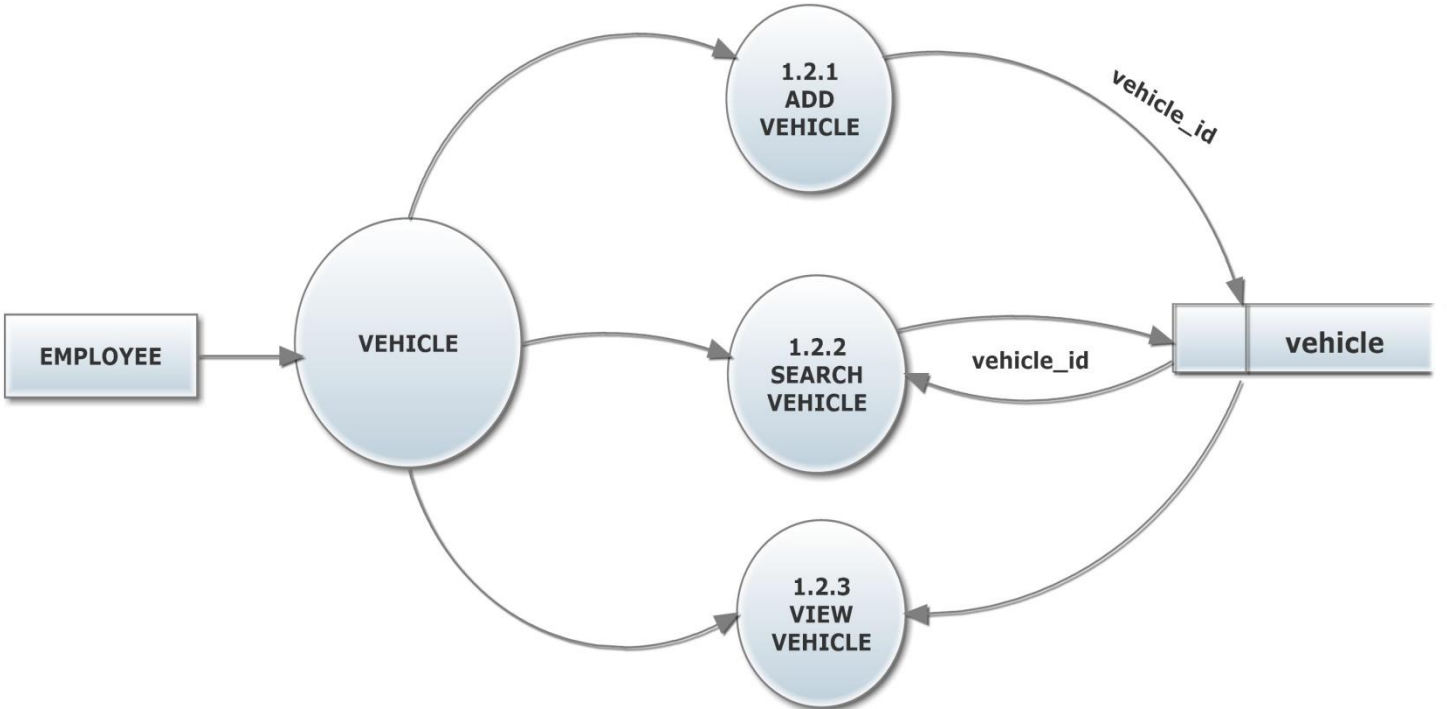 EMPLOYEE
VEHICLE
1.2.1
ADD
VEHICLE
vehicle_id
1.2.2
SEARCH
VEHICLE
vehicle_id
vehicle
1.2.3
VIEW
VEHICLE